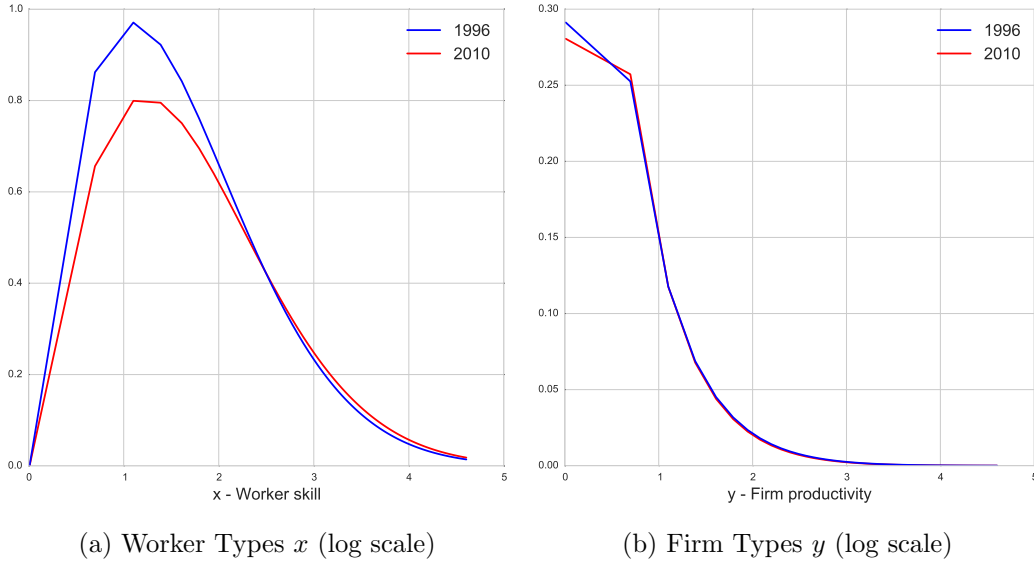 1.0
0.8
0.6
0.4
0.2
0.0
0 1 2 3 4 5
x - Worker skill
1996
2010
(a) Worker Types x (log scale)
0.30
0.25
0.20
0.15
0.10
0.05
0.00
0 1 2 3 4 5
y - Firm productivity
1996
2010
(b) Firm Types y (log scale)